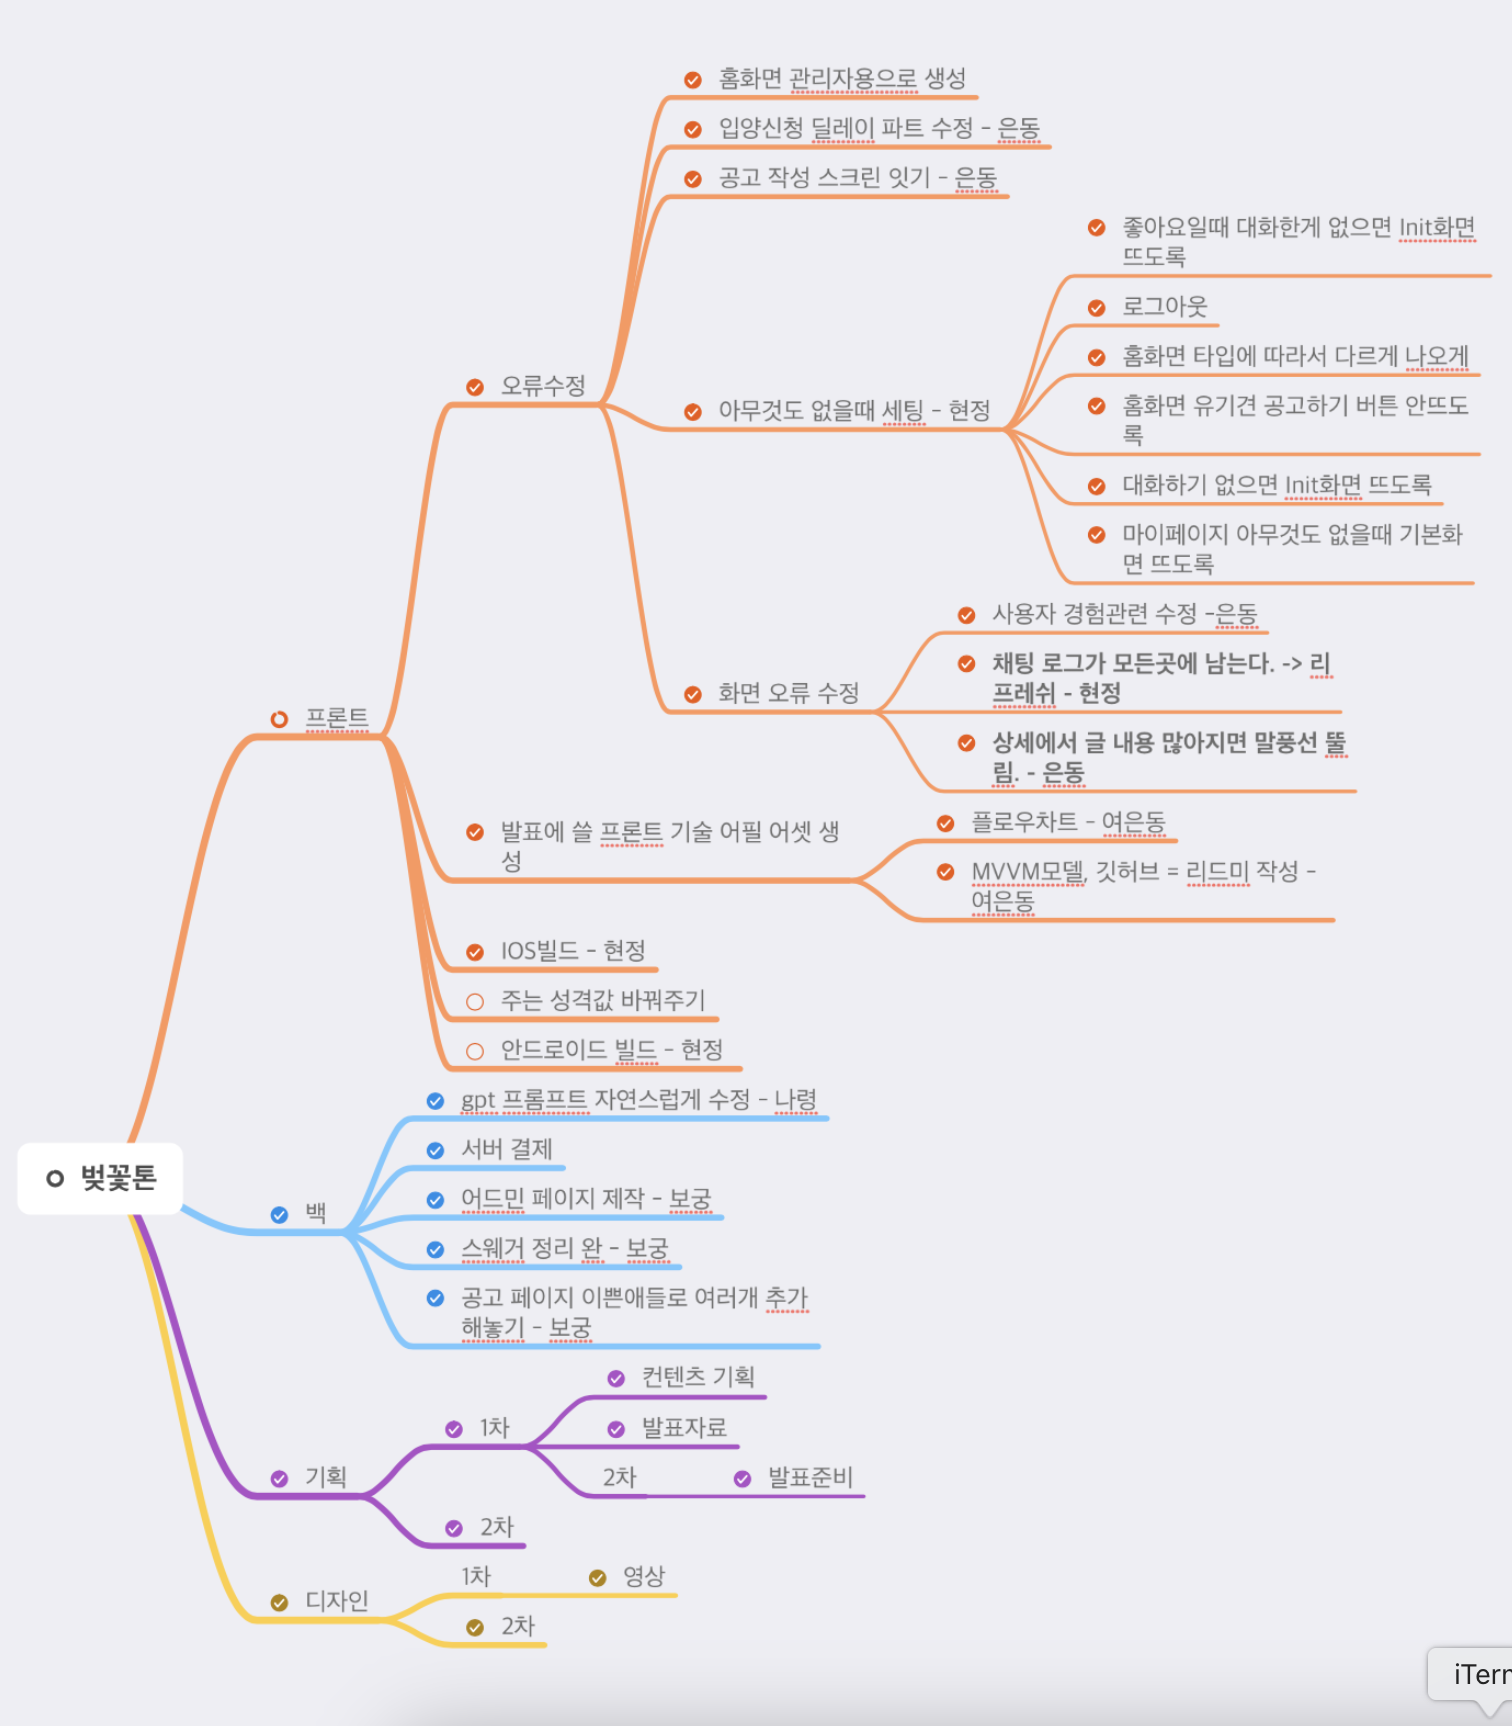 홈화면 관리자용으로 생성
입양신청 딜레이 파트 수정 - 은동
공고 작성 스크린 잇기 - 은동
좋아요일때 대화한게 없으면 Init화면
뜨도록
로그아웃
홈화면 타입에 따라서 다르게 나오게
오류수정
아무것도 없을때 세팅 - 현정
홈화면 유기견 공고하기 버튼 안뜨도
록
대화하기 없으면 Init화면 뜨도록
마이페이지 아무것도 없을때 기본화
면 뜨도록
사용자 경험관련 수정 -은동
채팅 로그가 모든곳에 남는다. -> 리
프레쉬 - 현정
화면 오류 수정
프론트
상세에서 글 내용 많아지면 말풍선 뚤
림. - 은동
발표에 쓸 프론트 기술 어필 어셋 생
성
플로우차트 - 여은동
MVVM모델, 깃허브 = 리드미 작성 -
여은동
IOS빌드 - 현정
주는 성격값 바꿔주기
안드로이드 빌드 - 현정
gpt 프롬프트 자연스럽게 수정 - 나령
서버 결제
벚꽃톤
어드민 페이지 제작 - 보궁
백
스웨거 정리 완 - 보궁
공고 페이지 이쁜애들로 여러개 추가
해놓기 - 보궁
컨텐츠 기획
1차
발표자료
기획
2차
발표준비
2차
1차
영상
디자인
2차
iTerm